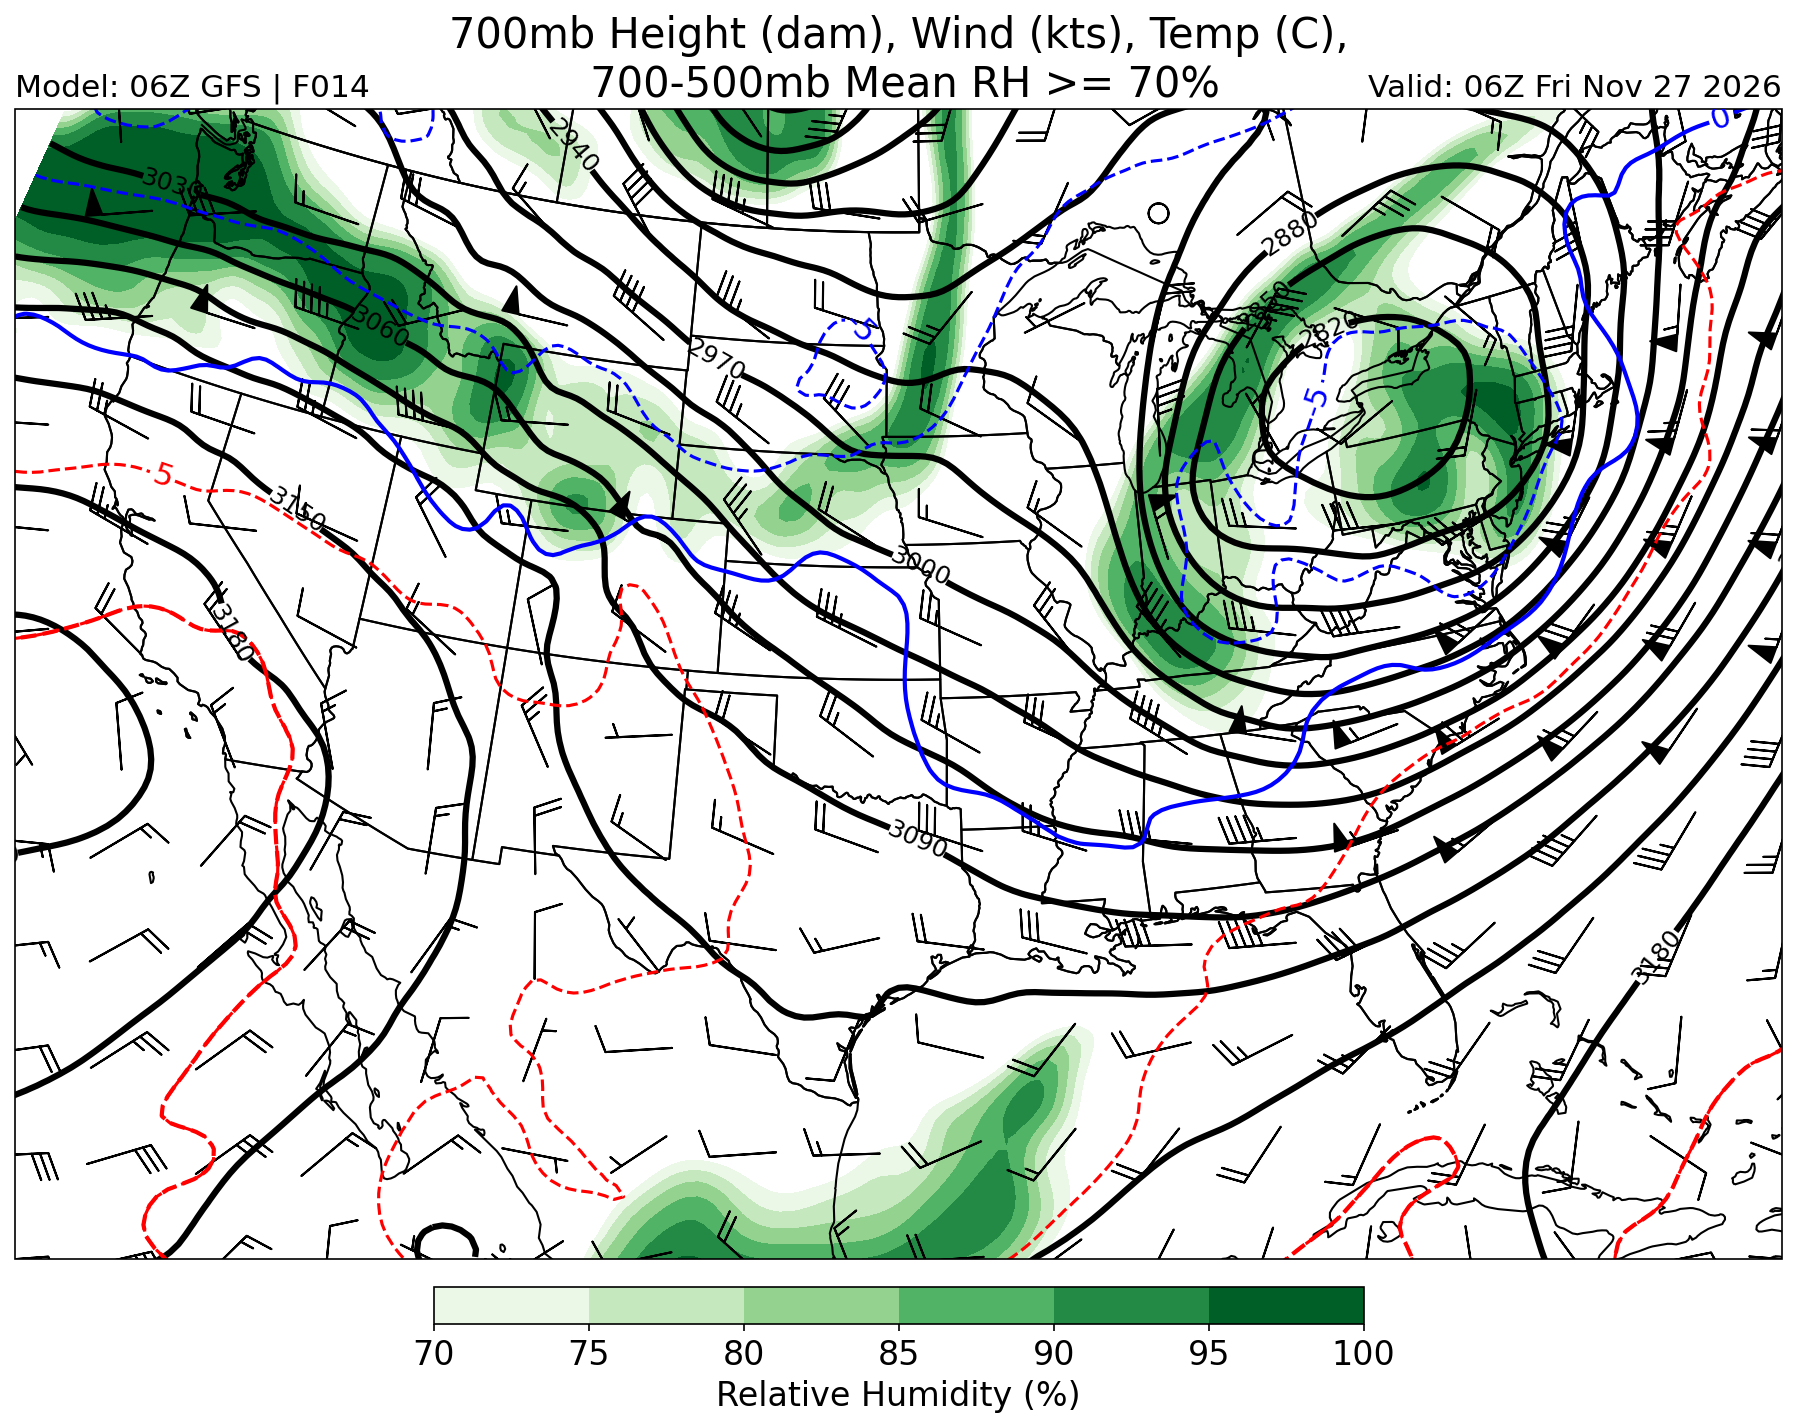 700mb Height (dam), Wind (kts), Temp (C),
700-500mb Mean RH >= 70%
Model: 06Z GFS | F014
Valid: 06Z Fri Nov 27 2026
0
2940
3030
2880
2850
2820
3060
5
2970
5
5
3150
3000
3180
3090
3180
70 75 80 85 90 95 100
Relative Humidity (%)